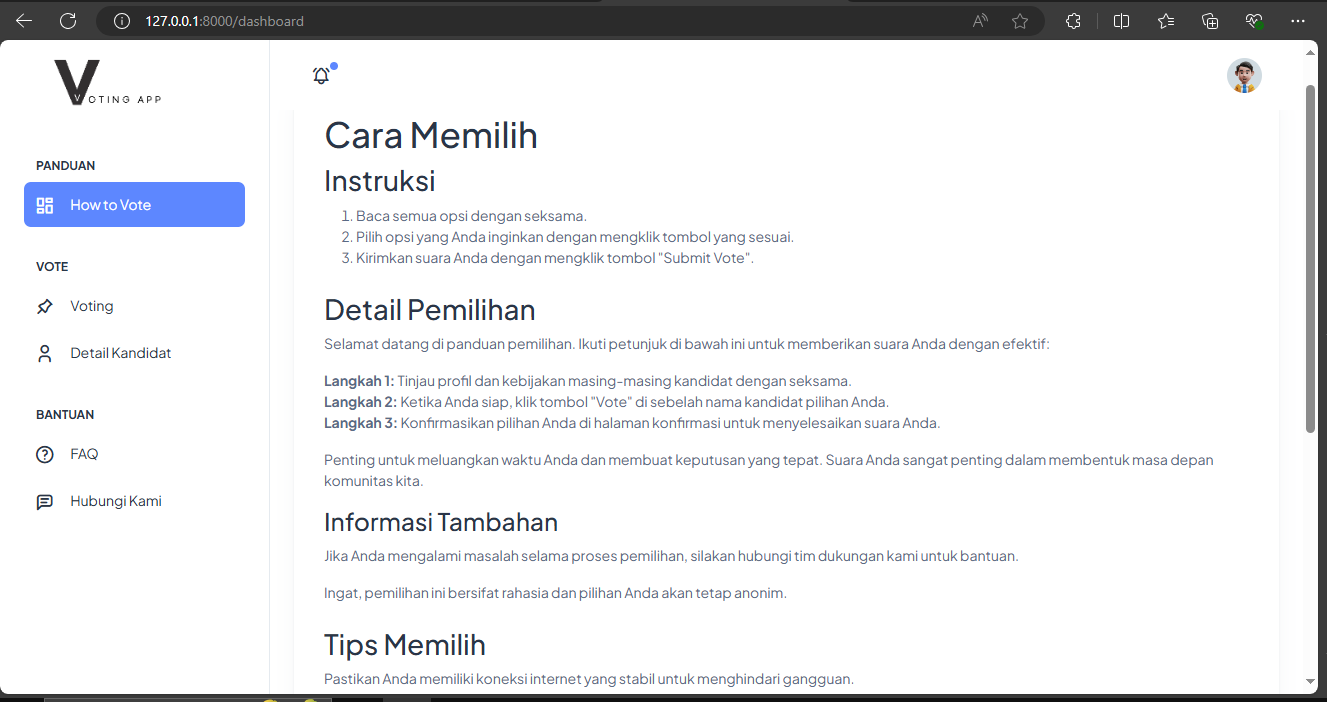 127.0.0.1:8000/dashboard
VOTING APP
PANDUAN
How to Vote
VOTE
Voting
Detail Kandidat
BANTUAN
FAQ
Hubungi Kami
Cara Memilih
Instruksi
1. Baca semua opsi dengan seksama.
2. Pilih opsi yang Anda inginkan dengan mengklik tombol yang sesuai.
3. Kirimkan suara Anda dengan mengklik tombol "Submit Vote".
Detail Pemilihan
Selamat datang di panduan pemilihan. Ikuti petunjuk di bawah ini untuk memberikan suara Anda dengan efektif:
Langkah 1: Tinjau profil dan kebijakan masing-masing kandidat dengan seksama.
Langkah 2: Ketika Anda siap, klik tombol "Vote" di sebelah nama kandidat pilihan Anda.
Langkah 3: Konfirmasikan pilihan Anda di halaman konfirmasi untuk menyelesaikan suara Anda.
Penting untuk meluangkan waktu Anda dan membuat keputusan yang tepat. Suara Anda sangat penting dalam membentuk masa depan
komunitas kita.
Informasi Tambahan
Jika Anda mengalami masalah selama proses pemilihan, silakan hubungi tim dukungan kami untuk bantuan.
Ingat, pemilihan ini bersifat rahasia dan pilihan Anda akan tetap anonim.
Tips Memilih
Pastikan Anda memiliki koneksi internet yang stabil untuk menghindari gangguan.